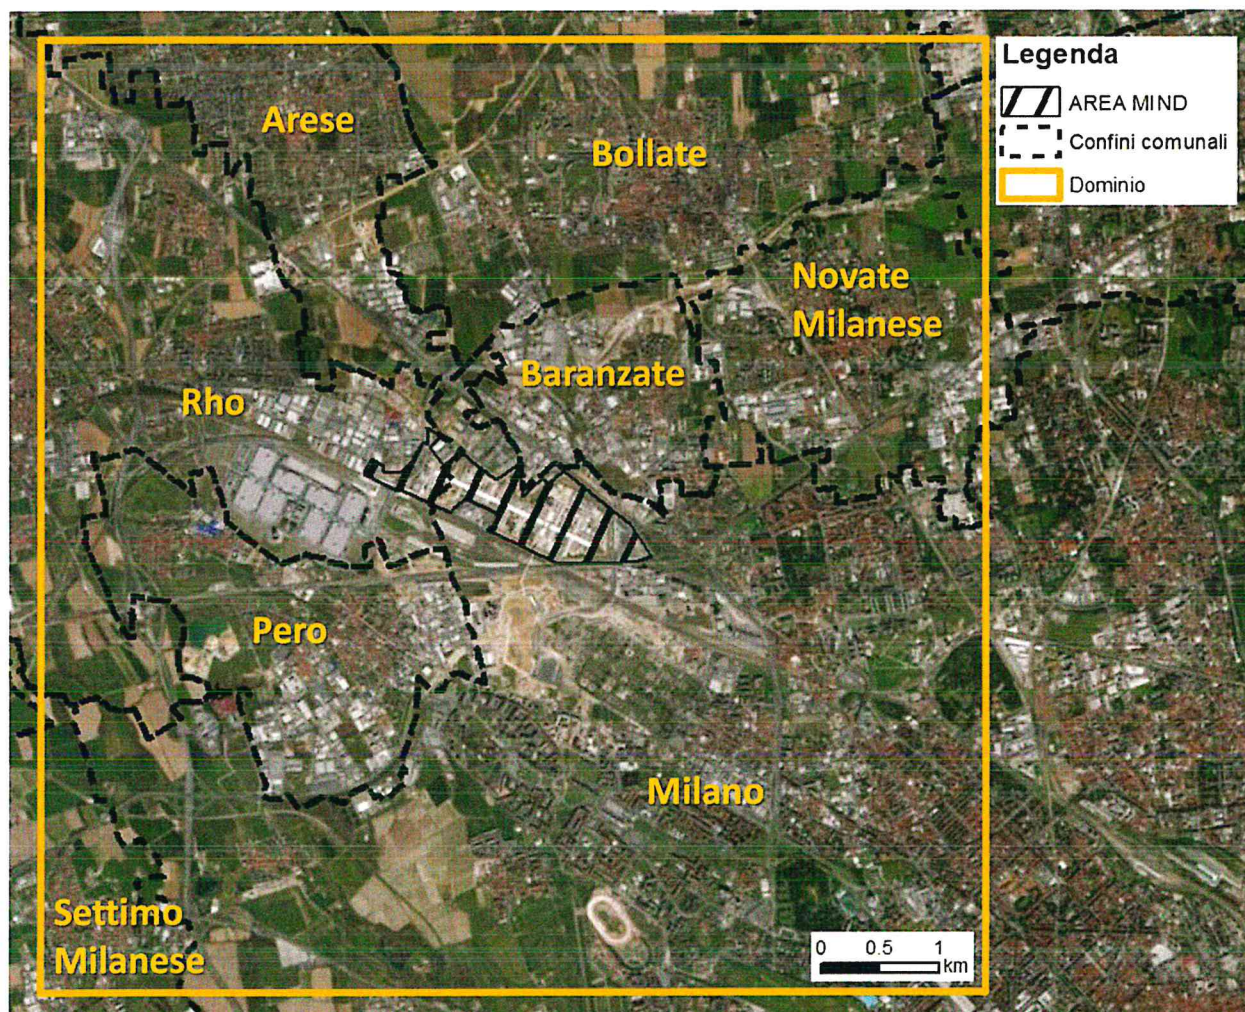 Legenda
AREA MIND
Confini comunali
Dominio
Arese
Bollate
Novate
Milanese
Baranzate
Rho
Pero
Milano
Settimo
Milanese
0 0.5 1
km